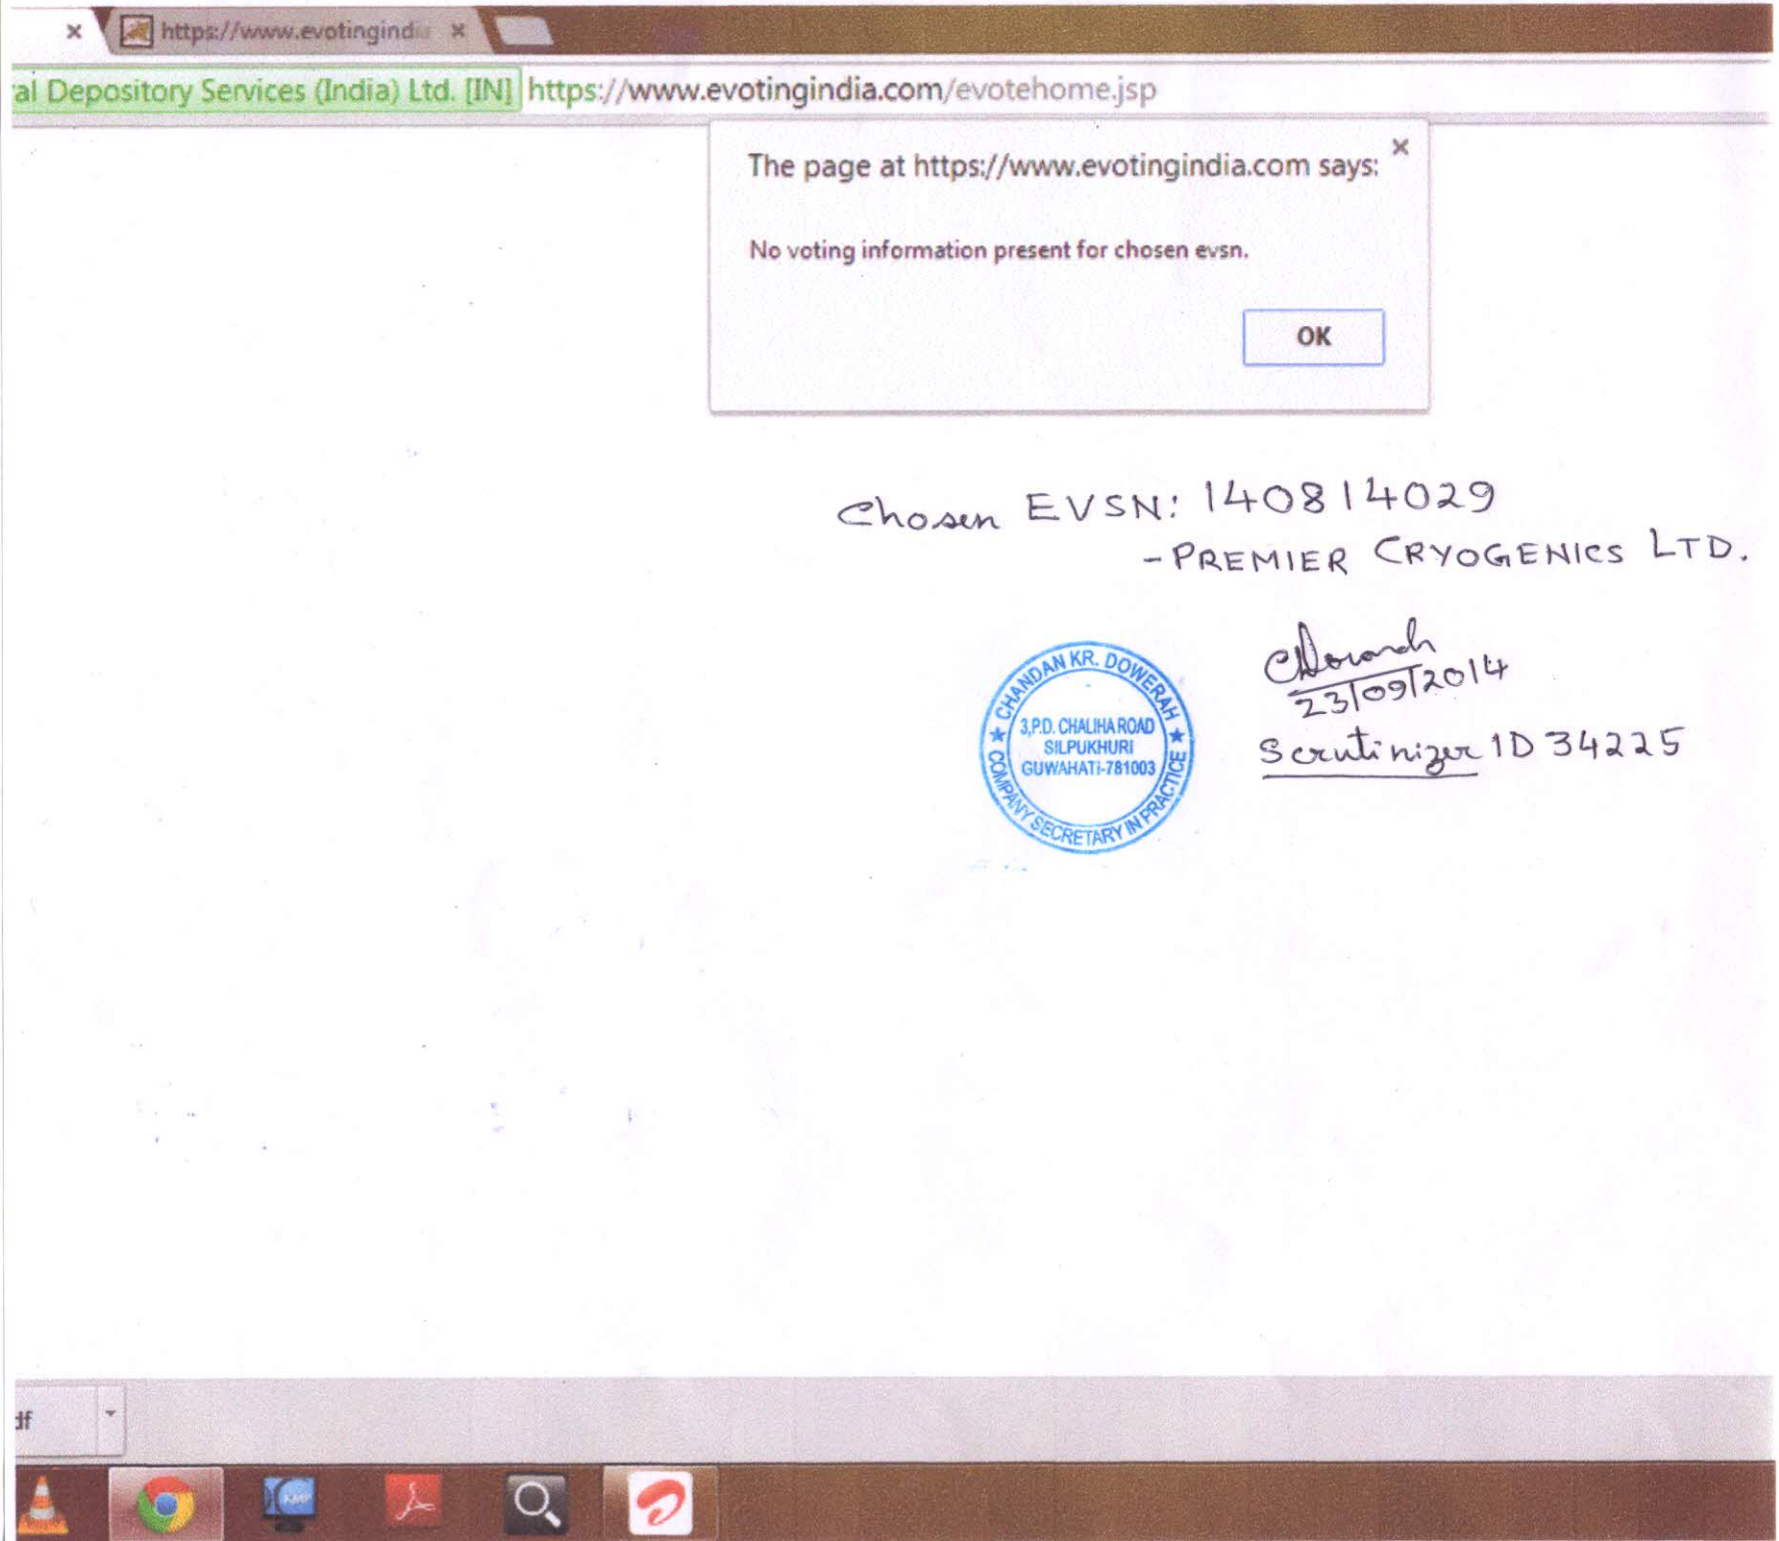 https://www.evotingindia
al Depository Services (India) Ltd. [IN] https://www.evotingindia.com/evotehome.jsp
The page at https://www.evotingindia.com says:
No voting information present for chosen evsn.
OK
Chosen EVSN: 140814029
- PREMIER CRYOGENICS LTD.
CHANDAN KR. DOWERAH
3,P.D. CHALIHA ROAD
SILPUKHURI
GUWAHATI-781003
COMPANY SECRETARY IN PRACTICE
23/09/2014
Scrutinizer ID 34225
df
KMP